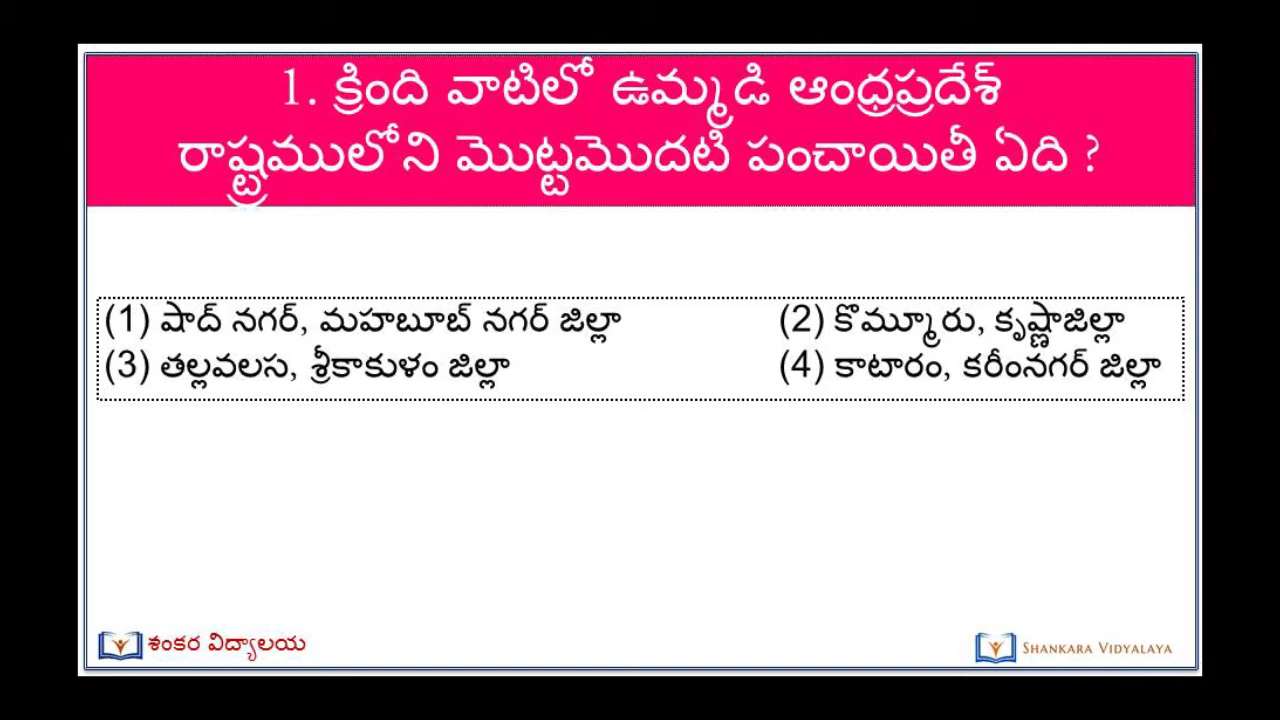 1. క్రింది వాటిలో ఉమ్మడి ఆంధ్రప్రదేశ్
రాష్ట్రములోని మొట్టమొదటి పంచాయితీ ఏది ?
(1) షాద్ నగర్, మహబూబ్ నగర్ జిల్లా (2) కొమ్మూరు, కృష్ణాజిల్లా
(3) తల్లవలస, శ్రీకాకుళం జిల్లా (4) కాటారం, కరీంనగర్ జిల్లా
శంకర విద్యాలయ SHANKARA VIDYALAYA